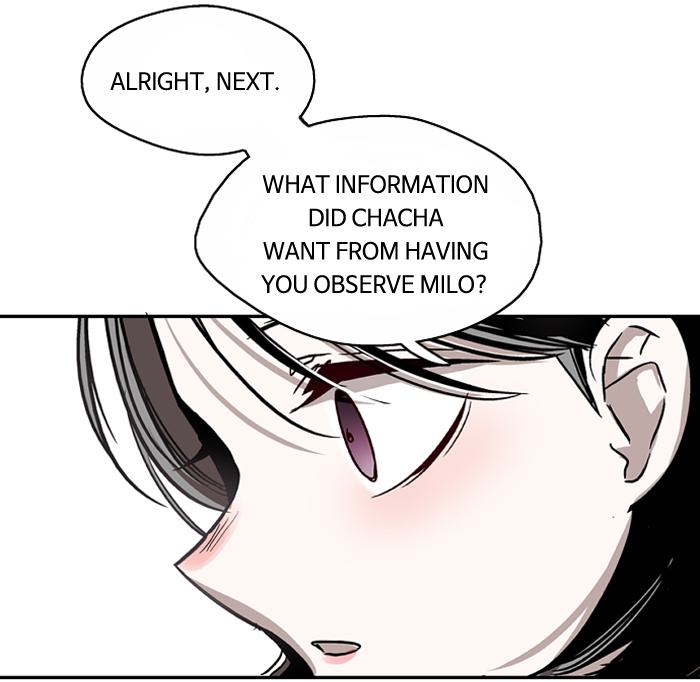 ALRIGHT, NEXT.
WHAT INFORMATION
DID CHACHA
WANT FROM HAVING
YOU OBSERVE MILO?